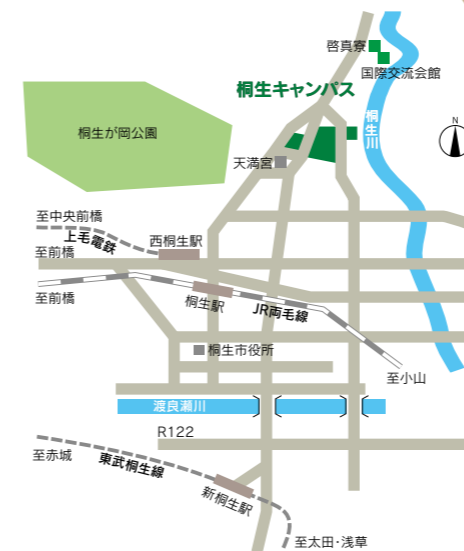 啓真寮
国際交流会館
桐生キャンパス
桐生川
N
桐生が岡公園
天満宮
至中央前橋
上毛電鉄
西桐生駅
至前橋
至前橋
桐生駅
JR両毛線
桐生市役所
至小山
渡良瀬川
R122
至赤城
東武桐生線
新桐生駅
至太田・浅草